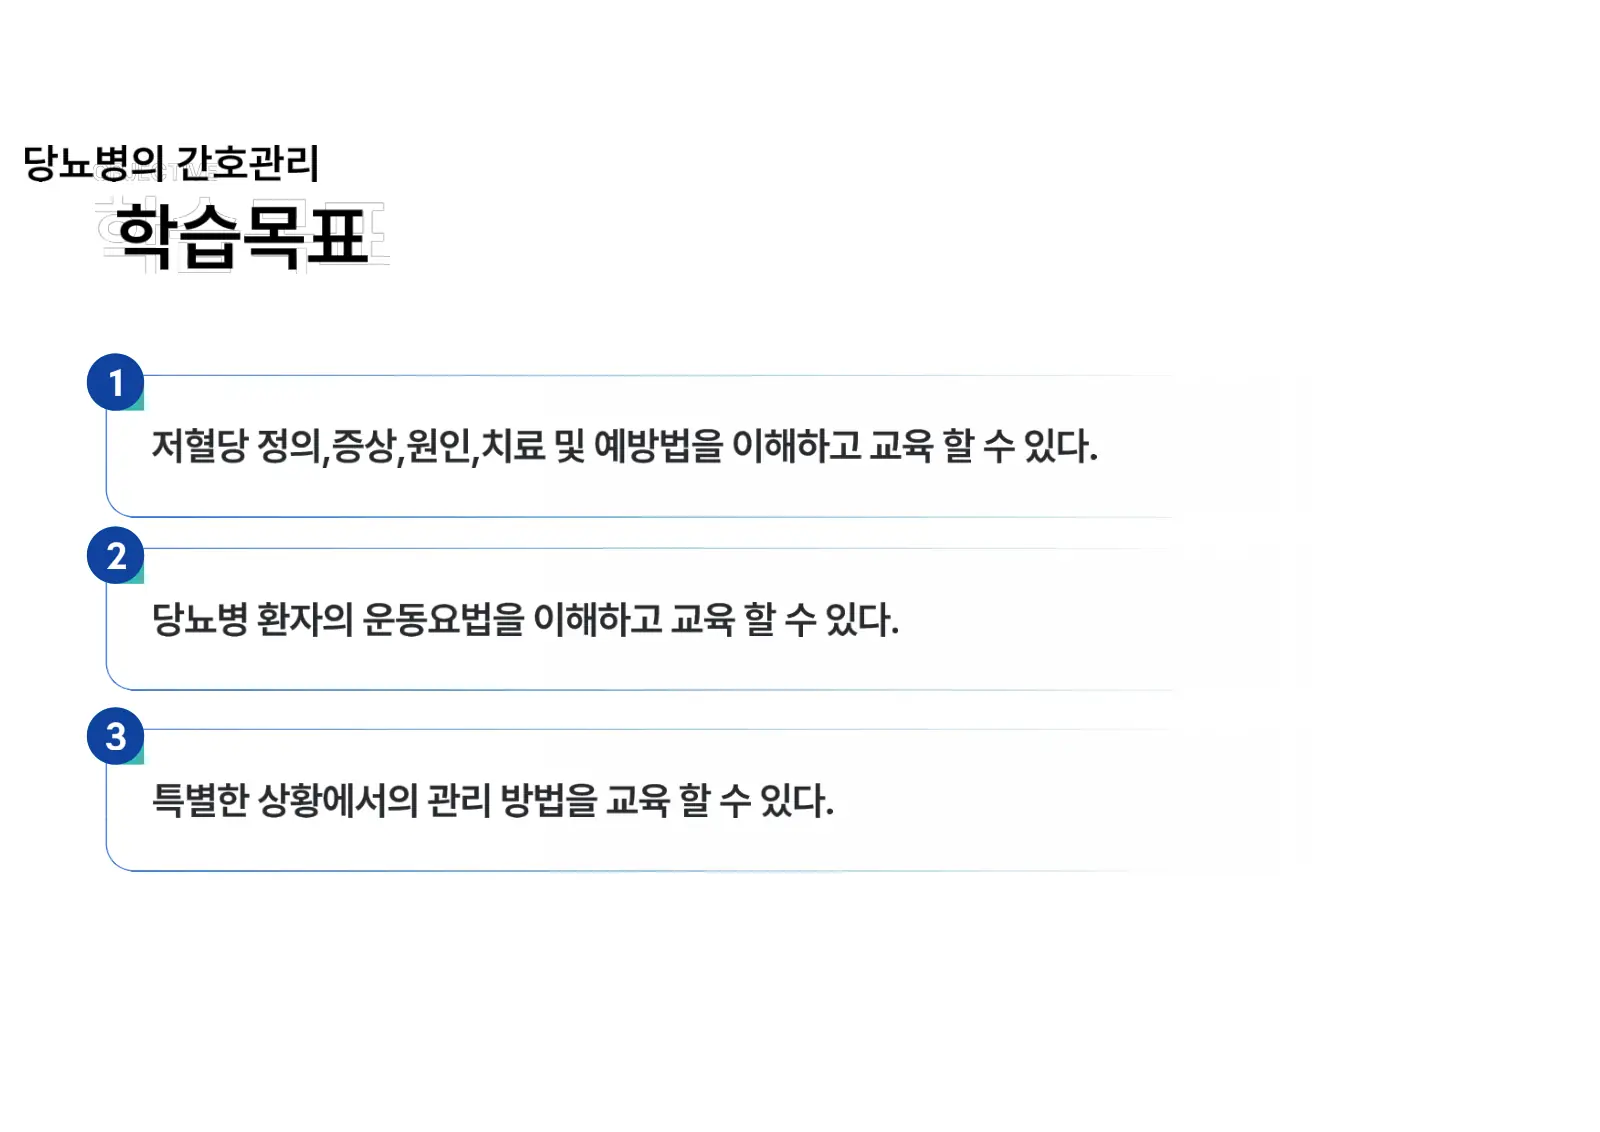 당뇨병의 간호관리
OBJECTIVE
학습목표
1
저혈당 정의,증상,원인,치료 및 예방법을 이해하고 교육 할 수 있다.
2
당뇨병 환자의 운동요법을 이해하고 교육 할 수 있다.
3
특별한 상황에서의 관리 방법을 교육 할 수 있다.